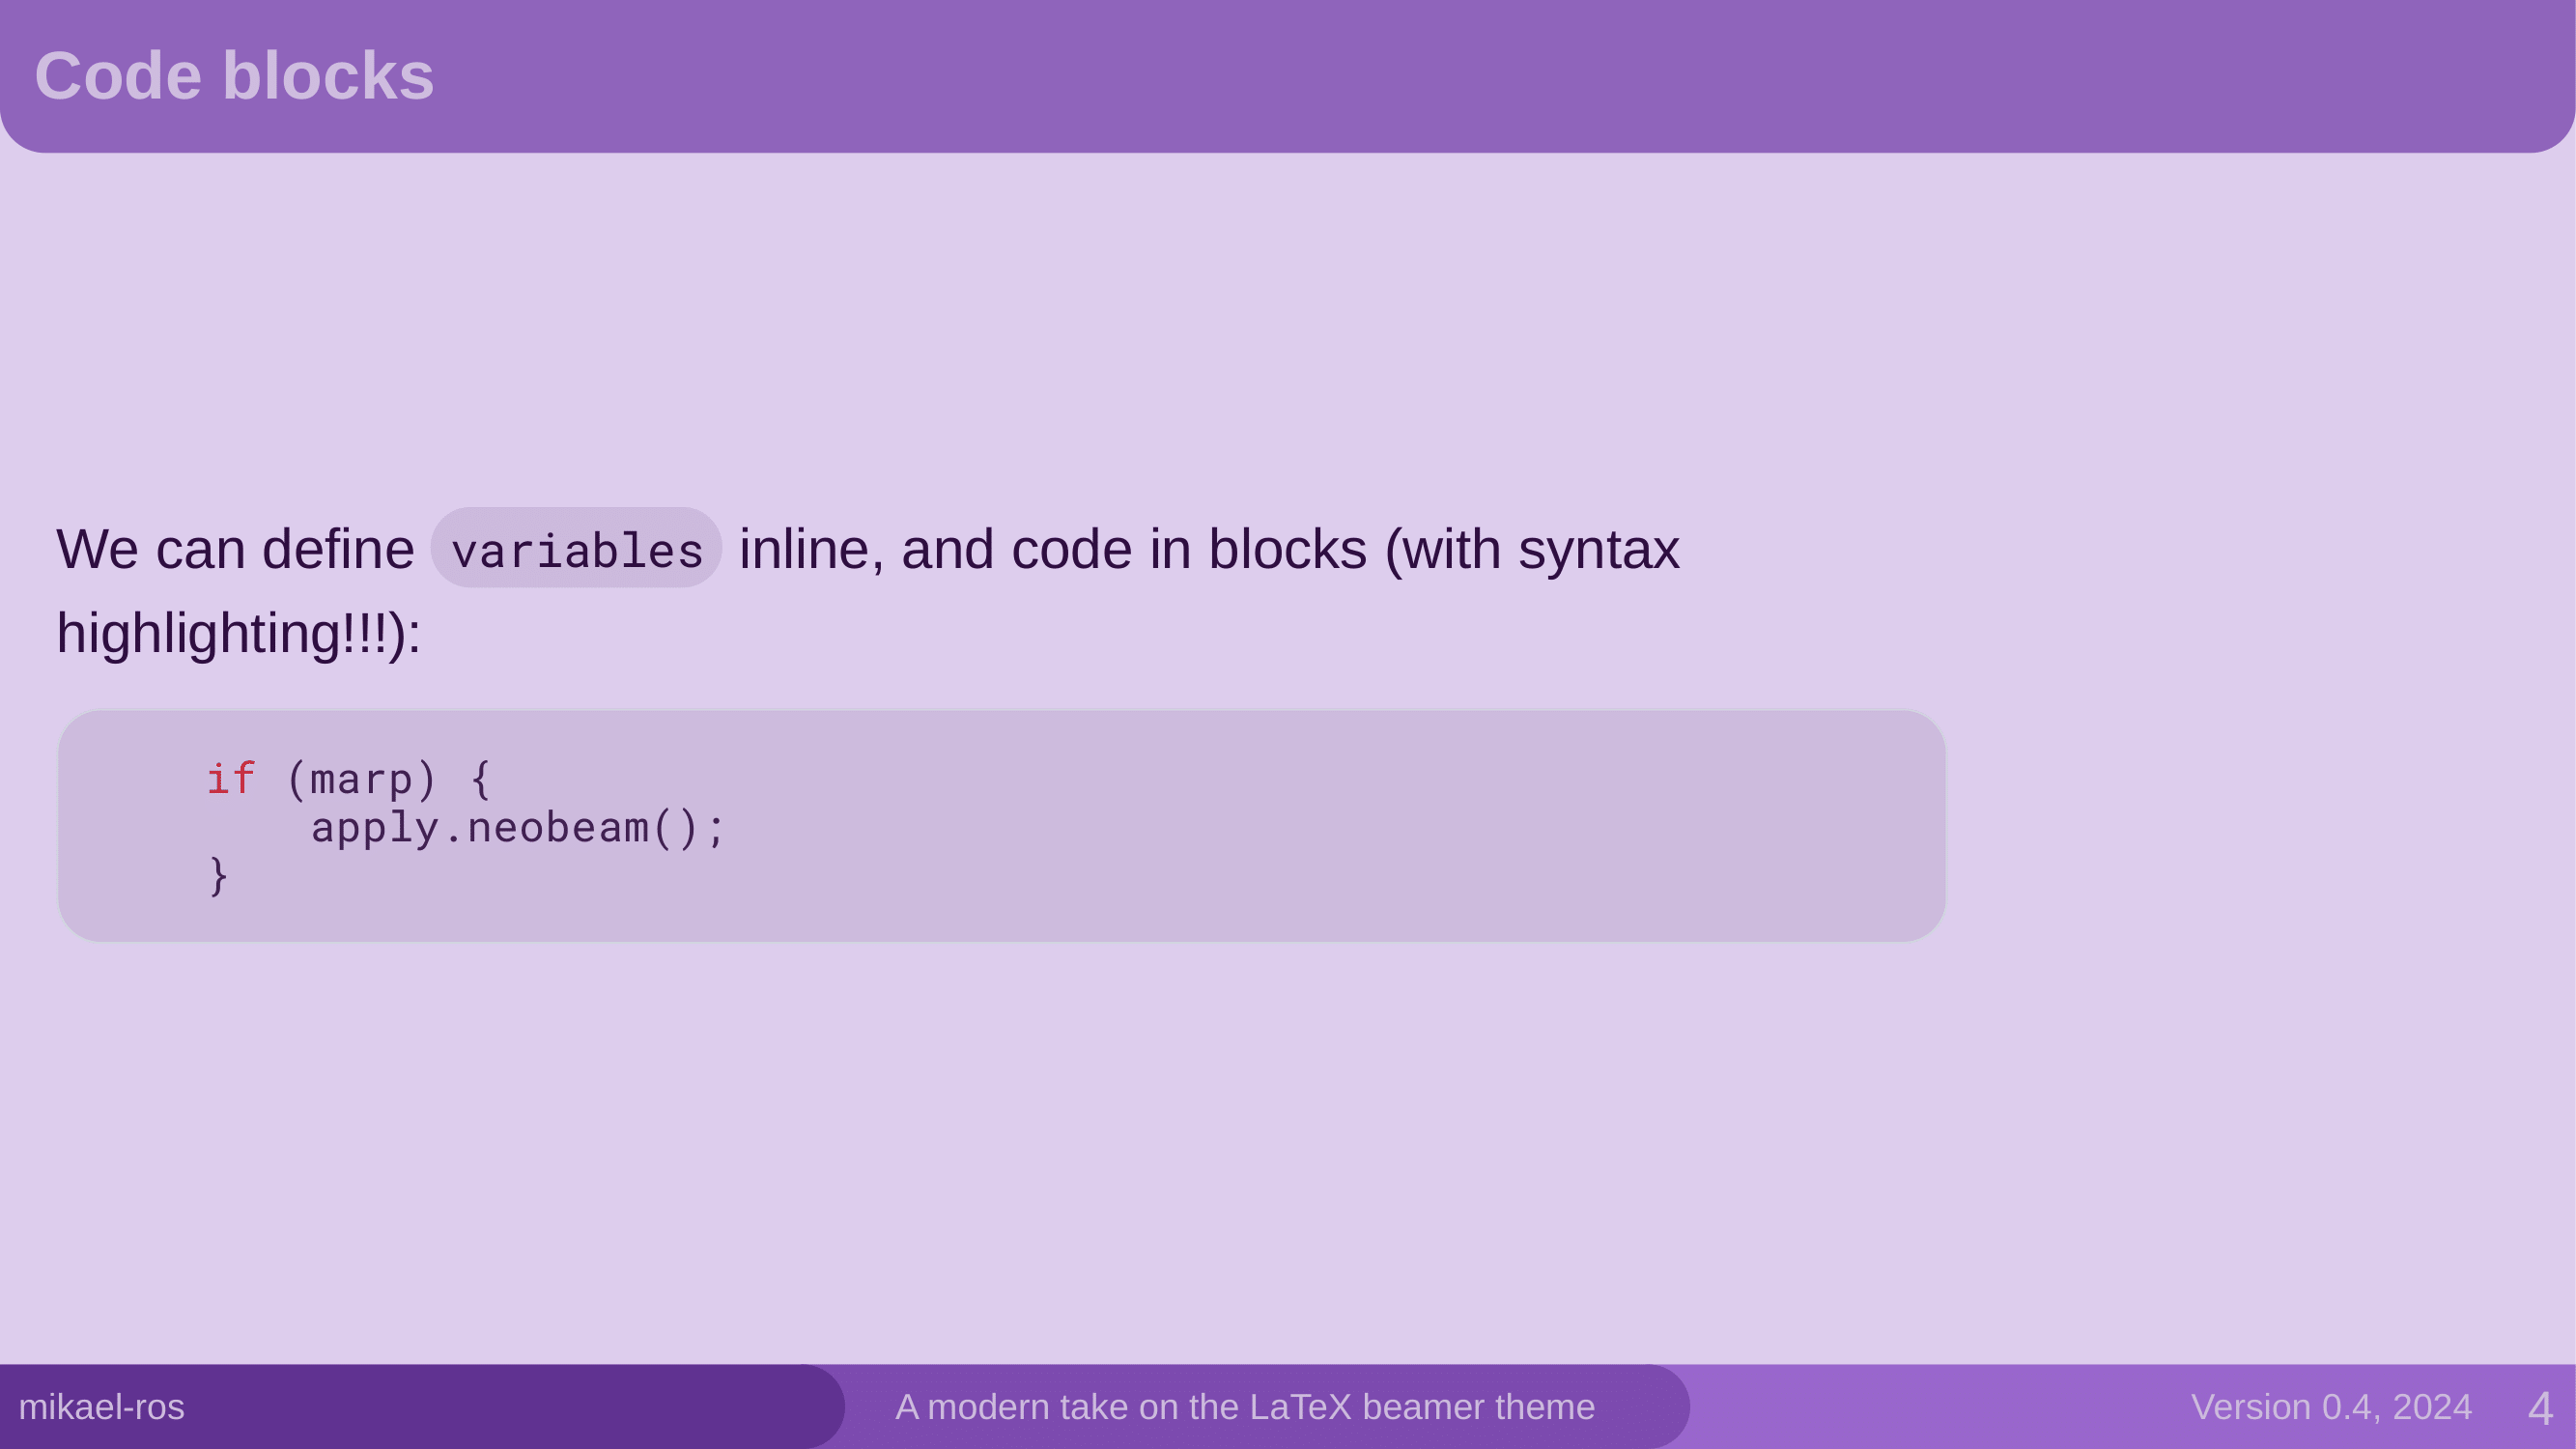 Code blocks
We can define variables inline, and code in blocks (with syntax
highlighting!!!):
if (marp) {
    apply.neobeam();
}
mikael-ros
A modern take on the LaTeX beamer theme
Version 0.4, 2024
4